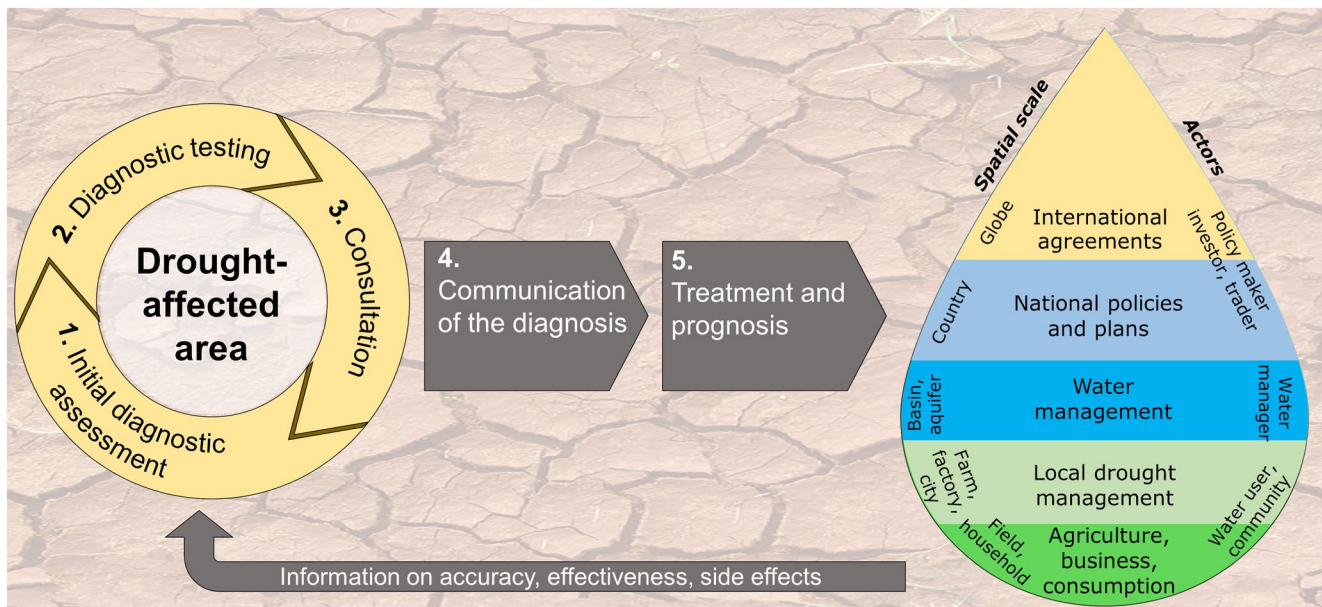 1. Initial diagnostic
assessment
2. Diagnostic testing
3. Consultation
Drought-
affected
area
4.
Communication
of the diagnosis
5.
Treatment and
prognosis
Spatial scale
Actors
Globe
International
agreements
Policy maker
investor, trader
Country
National policies
and plans
Basin,
aquifer
Water
management
Water
manager
Farm,
factory,
city
Local drought
management
Water user,
community
Field,
household
Agriculture,
business,
consumption
Information on accuracy, effectiveness, side effects